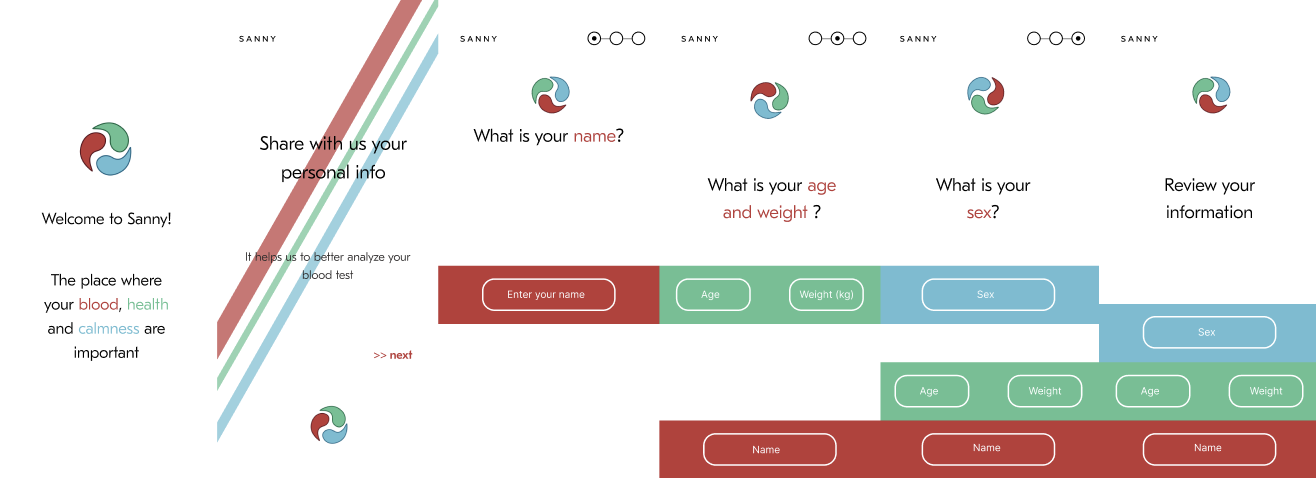 Welcome to Sanny!
The place where
your blood, health
and calmness are
important
SANNY
Share with us your
personal info
It helps us to better analyze your
blood test
>> next
SANNY
What is your name?
Enter your name
SANNY
What is your age
and weight ?
Age
Weight (kg)
Name
SANNY
What is your
sex?
Sex
Age
Weight
Name
SANNY
Review your
information
Sex
Age
Weight
Name